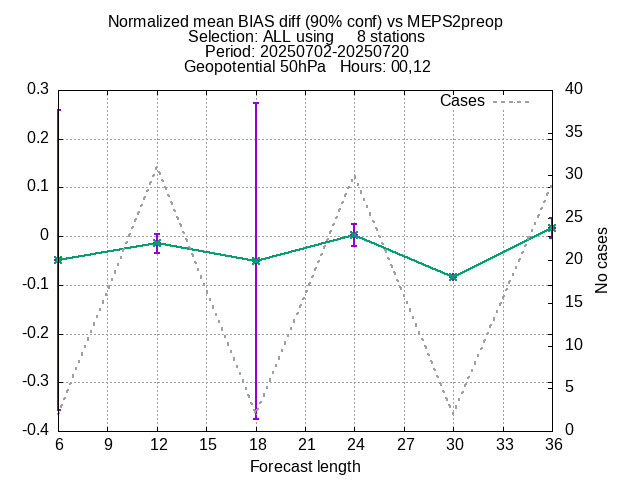 Normalized mean BIAS diff (90% conf) vs MEPS2preop
Selection: ALL using     8 stations
Period: 20250702-20250720
Geopotential 50hPa   Hours: 00,12
Cases
0.3
0.2
0.1
0
-0.1
-0.2
-0.3
-0.4
40
35
30
25
20
15
10
5
0
No cases
6 9 12 15 18 21 24 27 30 33 36
Forecast length